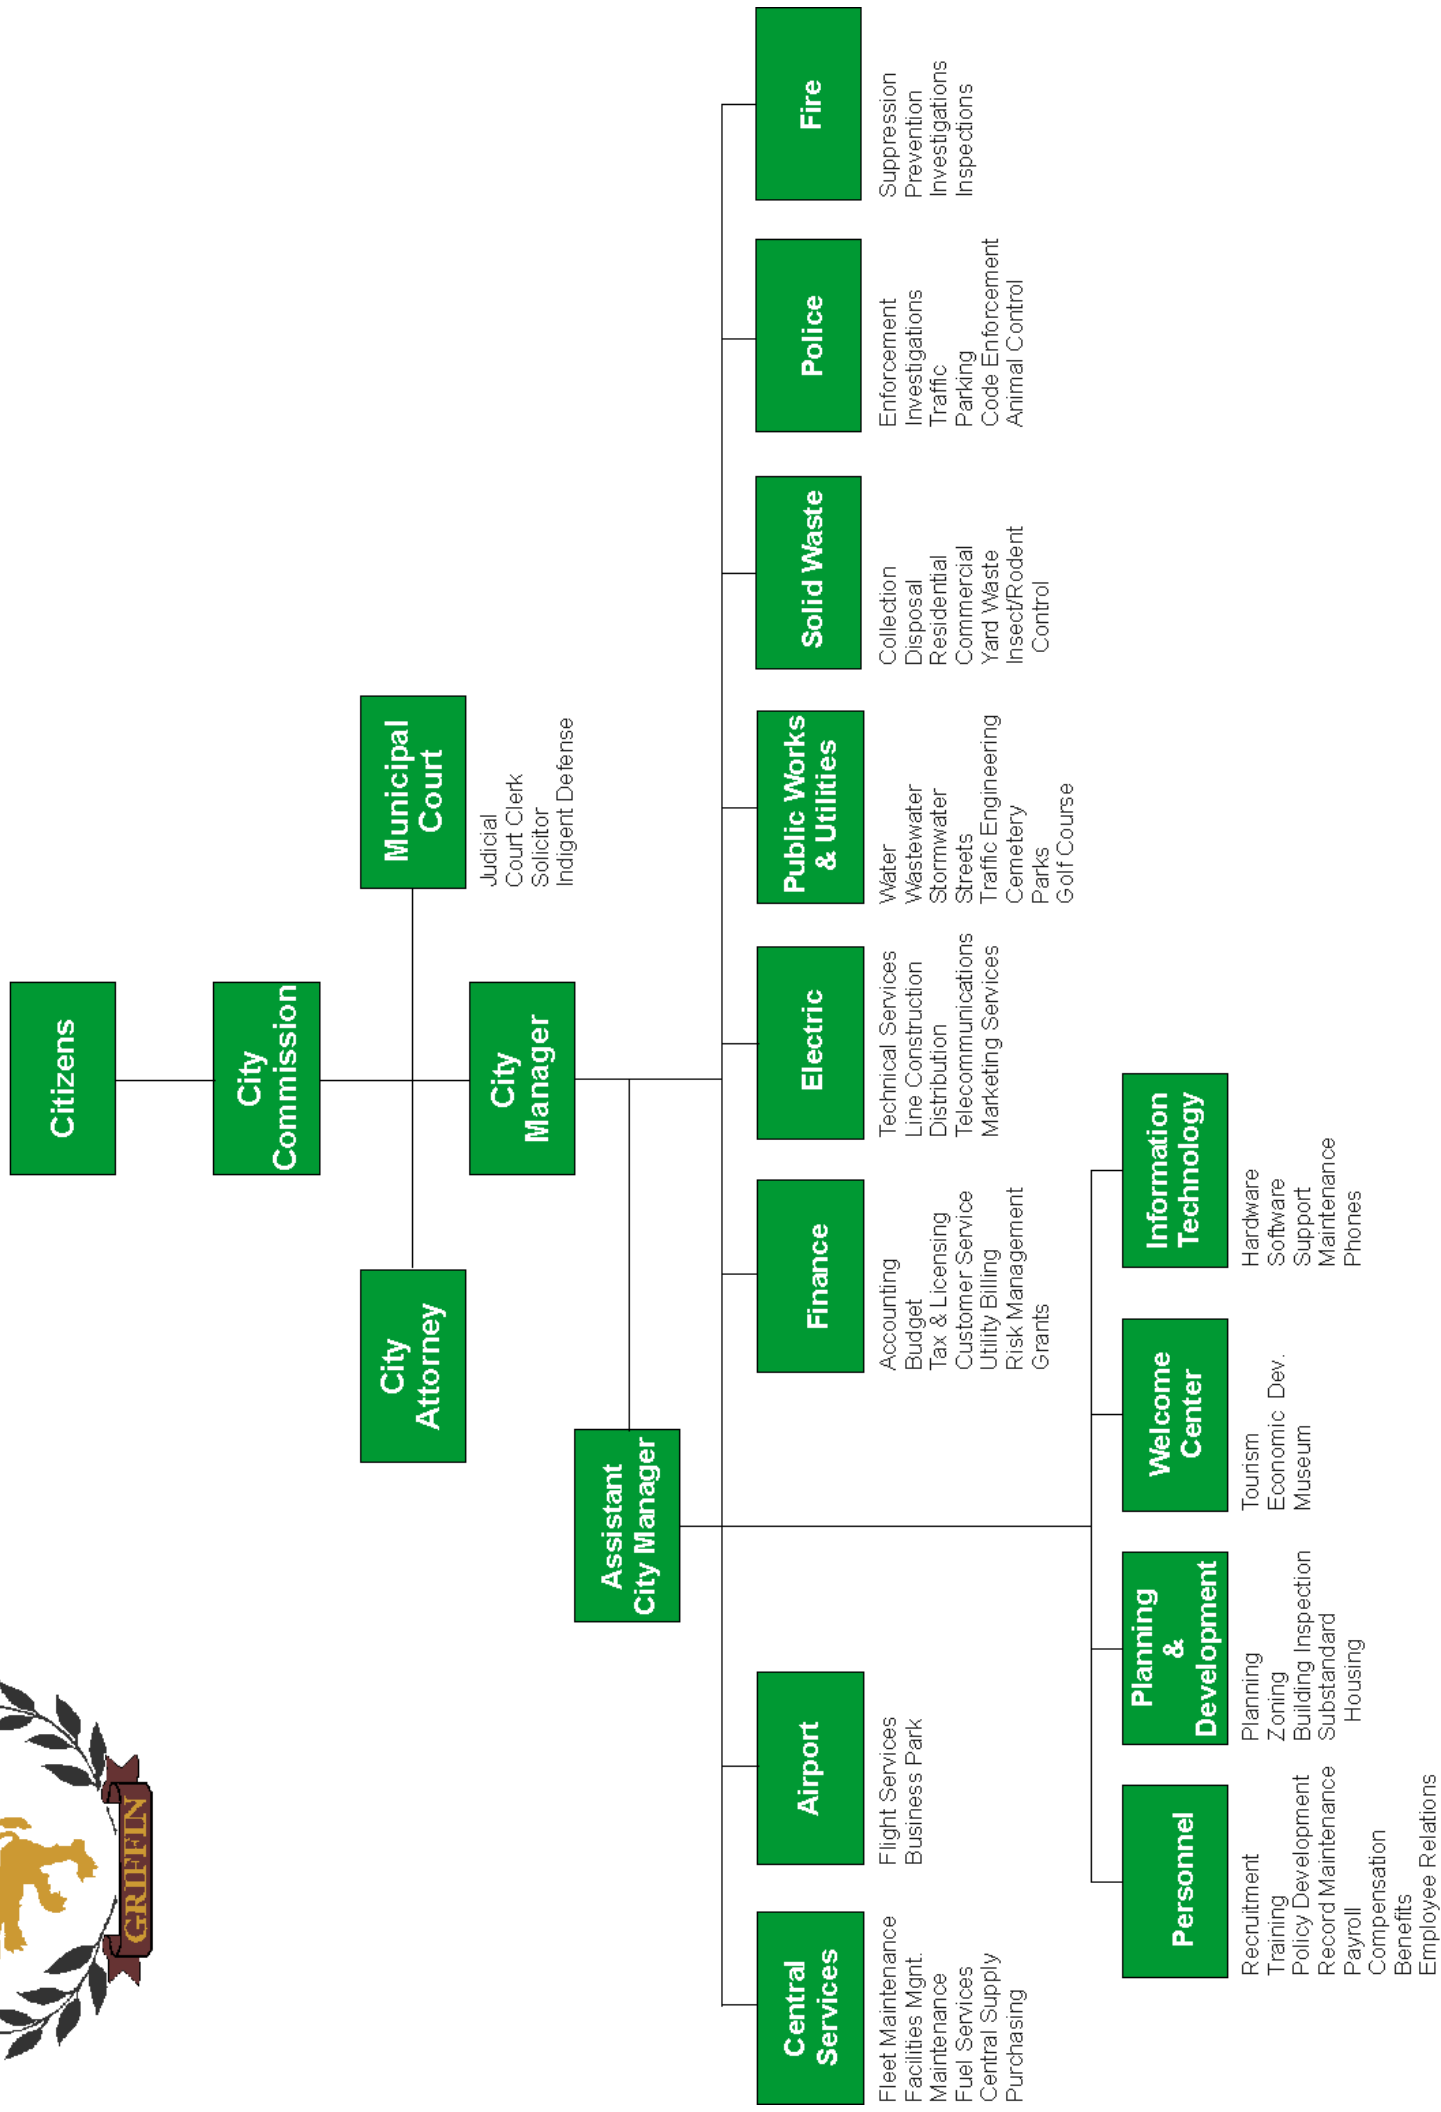 GRIFFIN
Citizens
City
Commission
City
Attorney
Municipal
Court
Judicial
Court Clerk
Solicitor
Indigent Defense
City
Manager
Assistant
City Manager
Central
Services
Fleet Maintenance
Facilities Mgnt.
Maintenance
Fuel Services
Central Supply
Purchasing
Airport
Flight Services
Business Park
Finance
Accounting
Budget
Tax & Licensing
Customer Service
Utility Billing
Risk Management
Grants
Electric
Technical Services
Line Construction
Distribution
Telecommunications
Marketing Services
Public Works
& Utilities
Water
Wastewater
Stormwater
Streets
Traffic Engineering
Cemetery
Parks
Golf Course
Solid Waste
Collection
Disposal
Residential
Commercial
Yard Waste
Insect/Rodent
Control
Police
Enforcement
Investigations
Traffic
Parking
Code Enforcement
Animal Control
Fire
Suppression
Prevention
Investigations
Inspections
Personnel
Recruitment
Training
Policy Development
Record Maintenance
Payroll
Compensation
Benefits
Employee Relations
Planning
&
Development
Planning
Zoning
Building Inspection
Substandard
Housing
Welcome
Center
Tourism
Economic Dev.
Museum
Information
Technology
Hardware
Software
Support
Maintenance
Phones